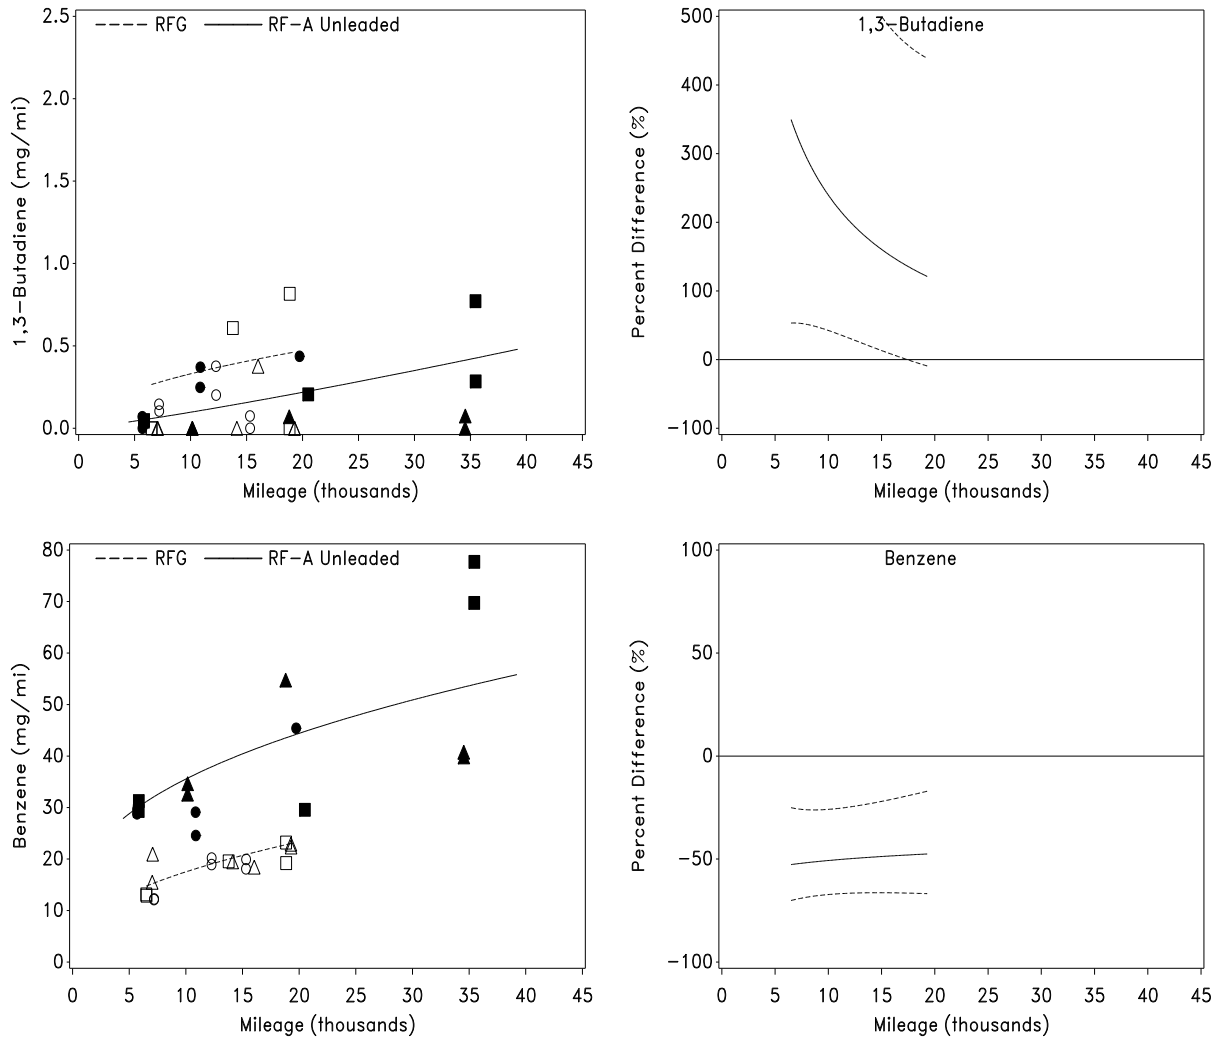 RFG RF-A Unleaded
2.5
2.0
1.5
1.0
0.5
0.0
1,3-Butadiene (mg/mi)
0 5 10 15 20 25 30 35 40 45
Mileage (thousands)
1,3-Butadiene
500
400
300
200
100
0
-100
Percent Difference (%)
0 5 10 15 20 25 30 35 40 45
Mileage (thousands)
RFG RF-A Unleaded
80
70
60
50
40
30
20
10
0
Benzene (mg/mi)
0 5 10 15 20 25 30 35 40 45
Mileage (thousands)
Benzene
100
50
0
-50
-100
Percent Difference (%)
0 5 10 15 20 25 30 35 40 45
Mileage (thousands)